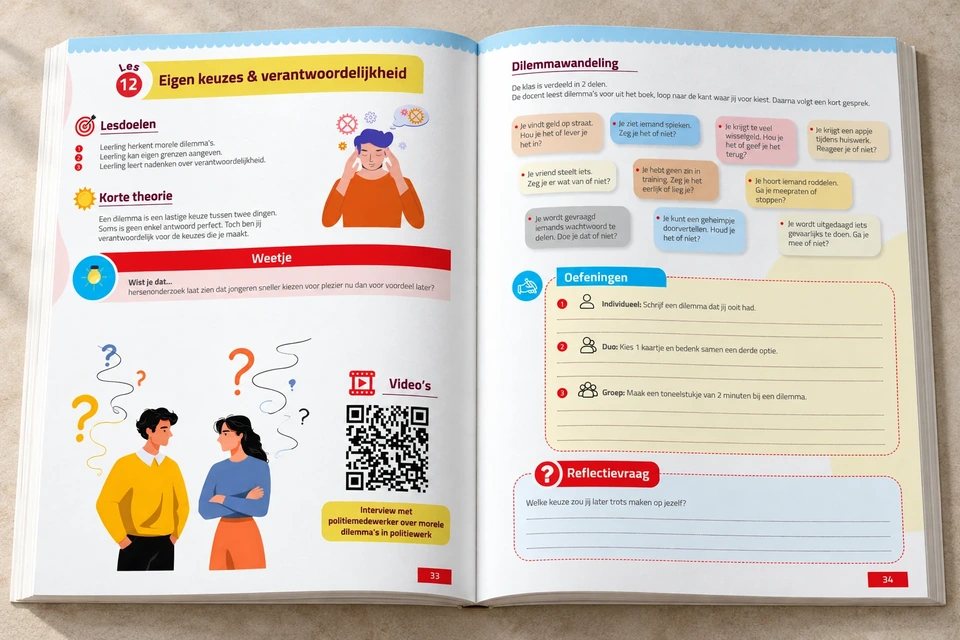 Les
12
Eigen keuzes & verantwoordelijkheid
Lesdoelen
1 Leerling herkent morele dilemma's.
2 Leerling kan eigen grenzen aangeven.
3 Leerling leert nadenken over verantwoordelijkheid.
Korte theorie
Een dilemma is een lastige keuze tussen twee dingen.
Soms is geen enkel antwoord perfect. Toch ben jij
verantwoordelijk voor de keuzes die je maakt.
Weetje
Wist je dat...
hersenonderzoek laat zien dat jongeren sneller kiezen voor plezier nu dan voor voordeel later?
Video's
Interview met
politiemedewerker over morele
dilemma's in politiewerk
33
Dilemmawandeling
De klas is verdeeld in 2 delen.
De docent leest dilemma's voor uit het boek, loop naar de kant waar jij voor kiest. Daarna volgt een kort gesprek.
• Je vindt geld op straat.
Hou je het of lever je
het in?
• Je ziet iemand spieken.
Zeg je het of niet?
• Je krijgt te veel
wisselgeld. Hou je
het of geef je het
terug?
• Je krijgt een appje
tijdens huiswerk.
Reageer je of niet?
• Je vriend steelt iets.
Zeg je er wat van of niet?
• Je hebt geen zin in
training. Zeg je het
eerlijk of lieg je?
• Je hoort iemand roddelen.
Ga je meepraten of
stoppen?
• Je wordt gevraagd
iemands wachtwoord te
delen. Doe je dat of niet?
• Je kunt een geheimpje
doorvertellen. Houd je
het of niet?
• Je wordt uitgedaagd iets
gevaarlijks te doen. Ga je
mee of niet?
Oefeningen
1 Individueel: Schrijf een dilemma dat jij ooit had.
2 Duo: Kies 1 kaartje en bedenk samen een derde optie.
3 Groep: Maak een toneelstukje van 2 minuten bij een dilemma.
? Reflectievraag
Welke keuze zou jij later trots maken op jezelf?
34